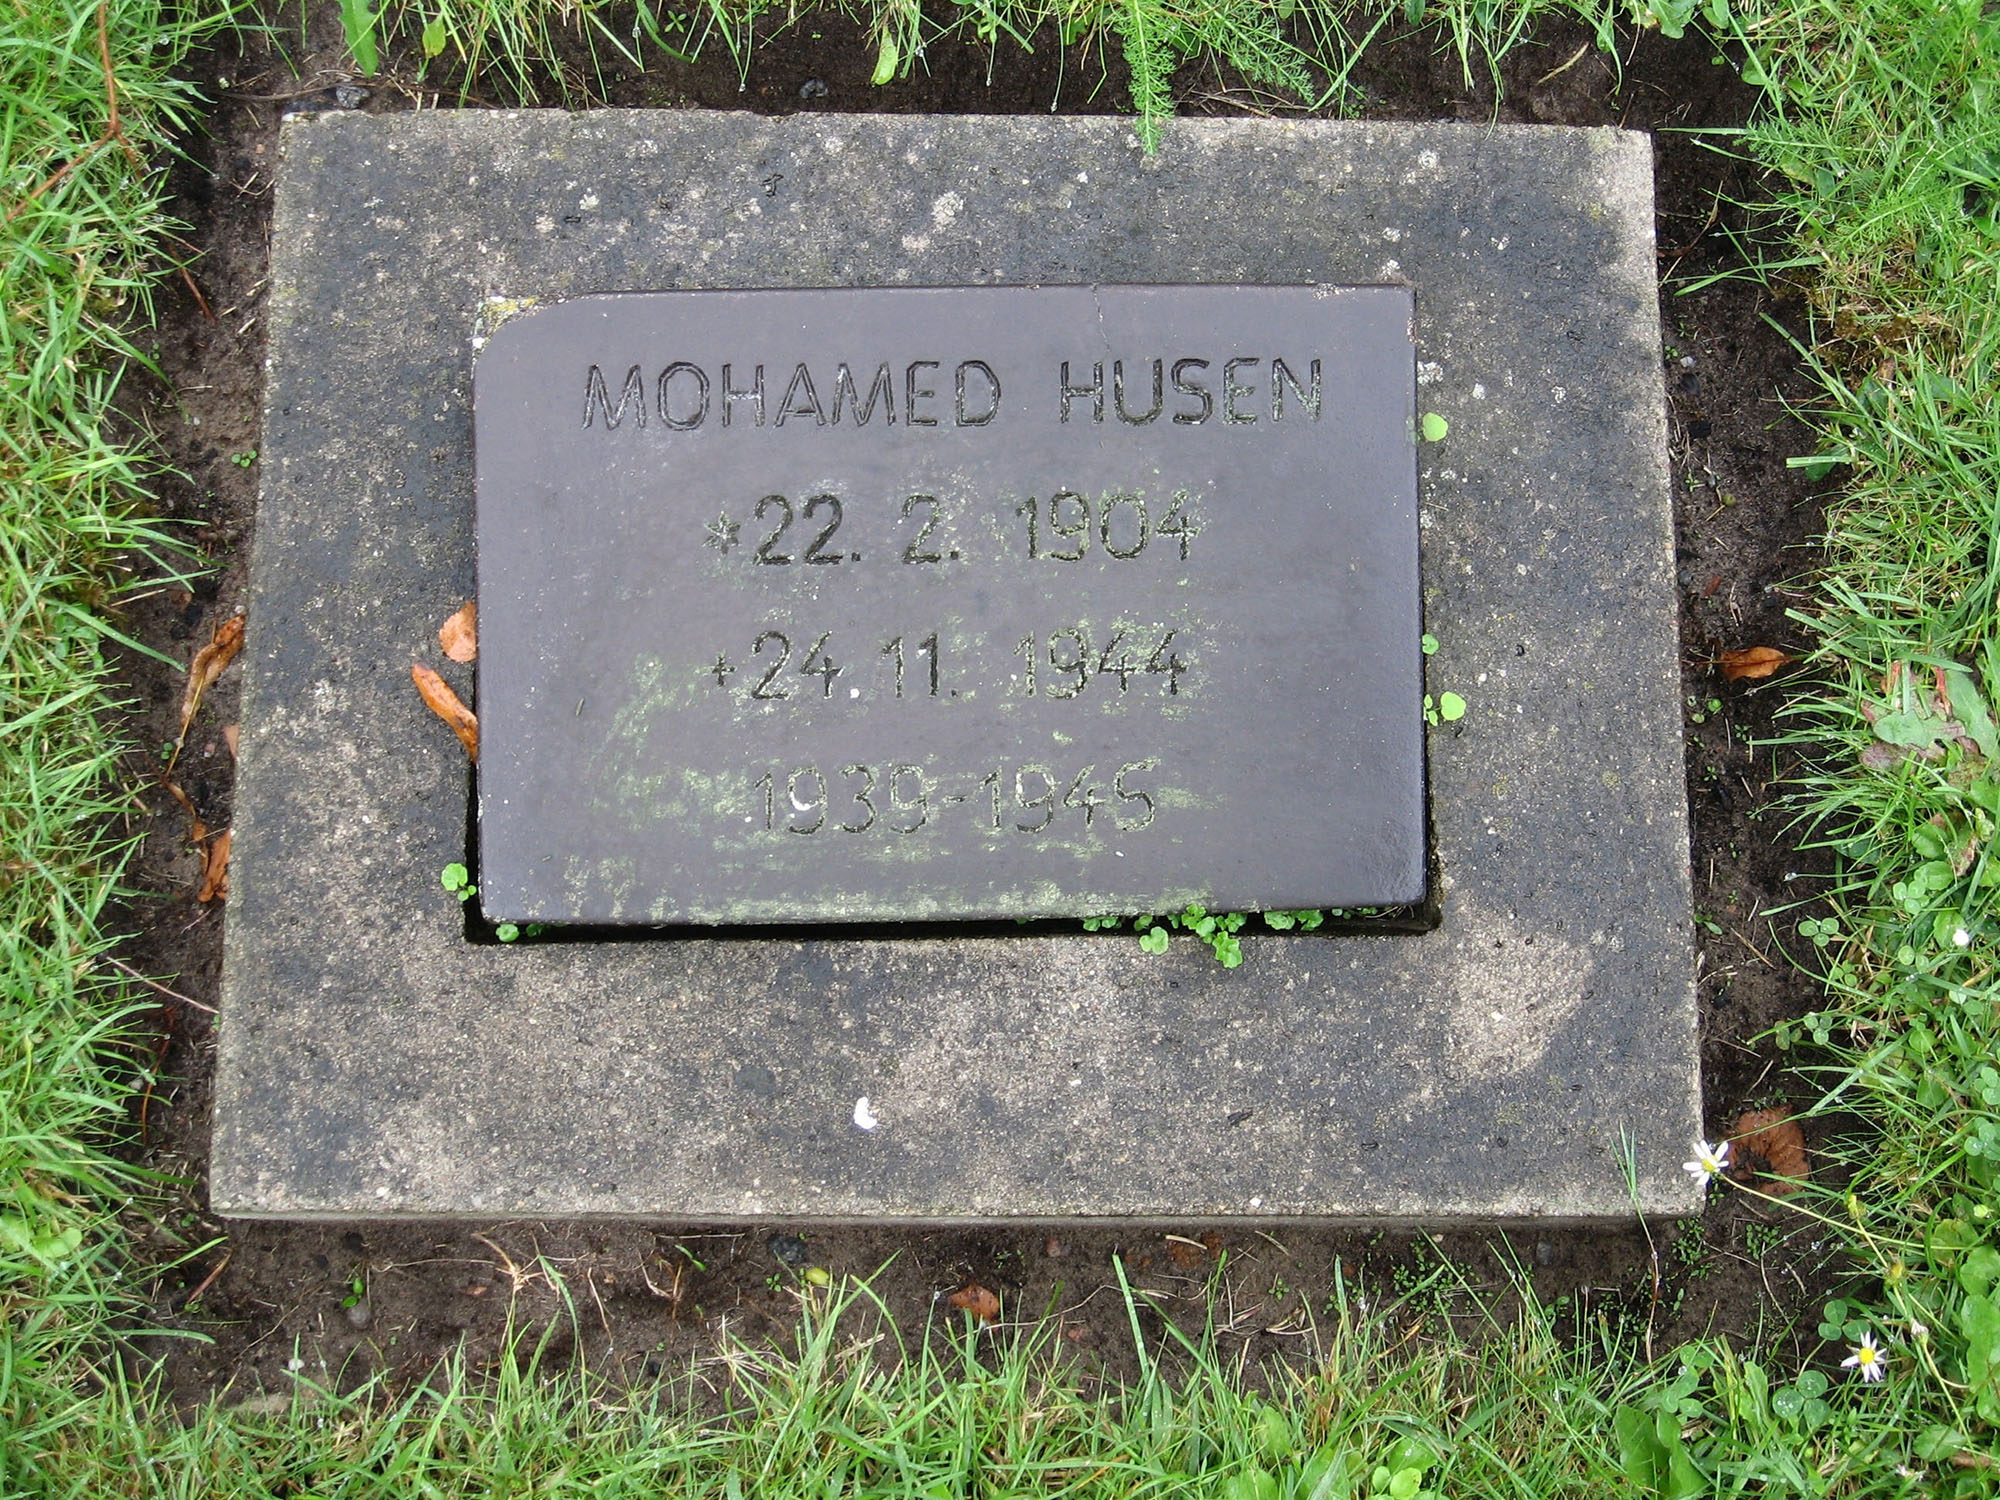 MOHAMED HUSEN
*22. 2. 1904
+24 11. 1944
1939-1945